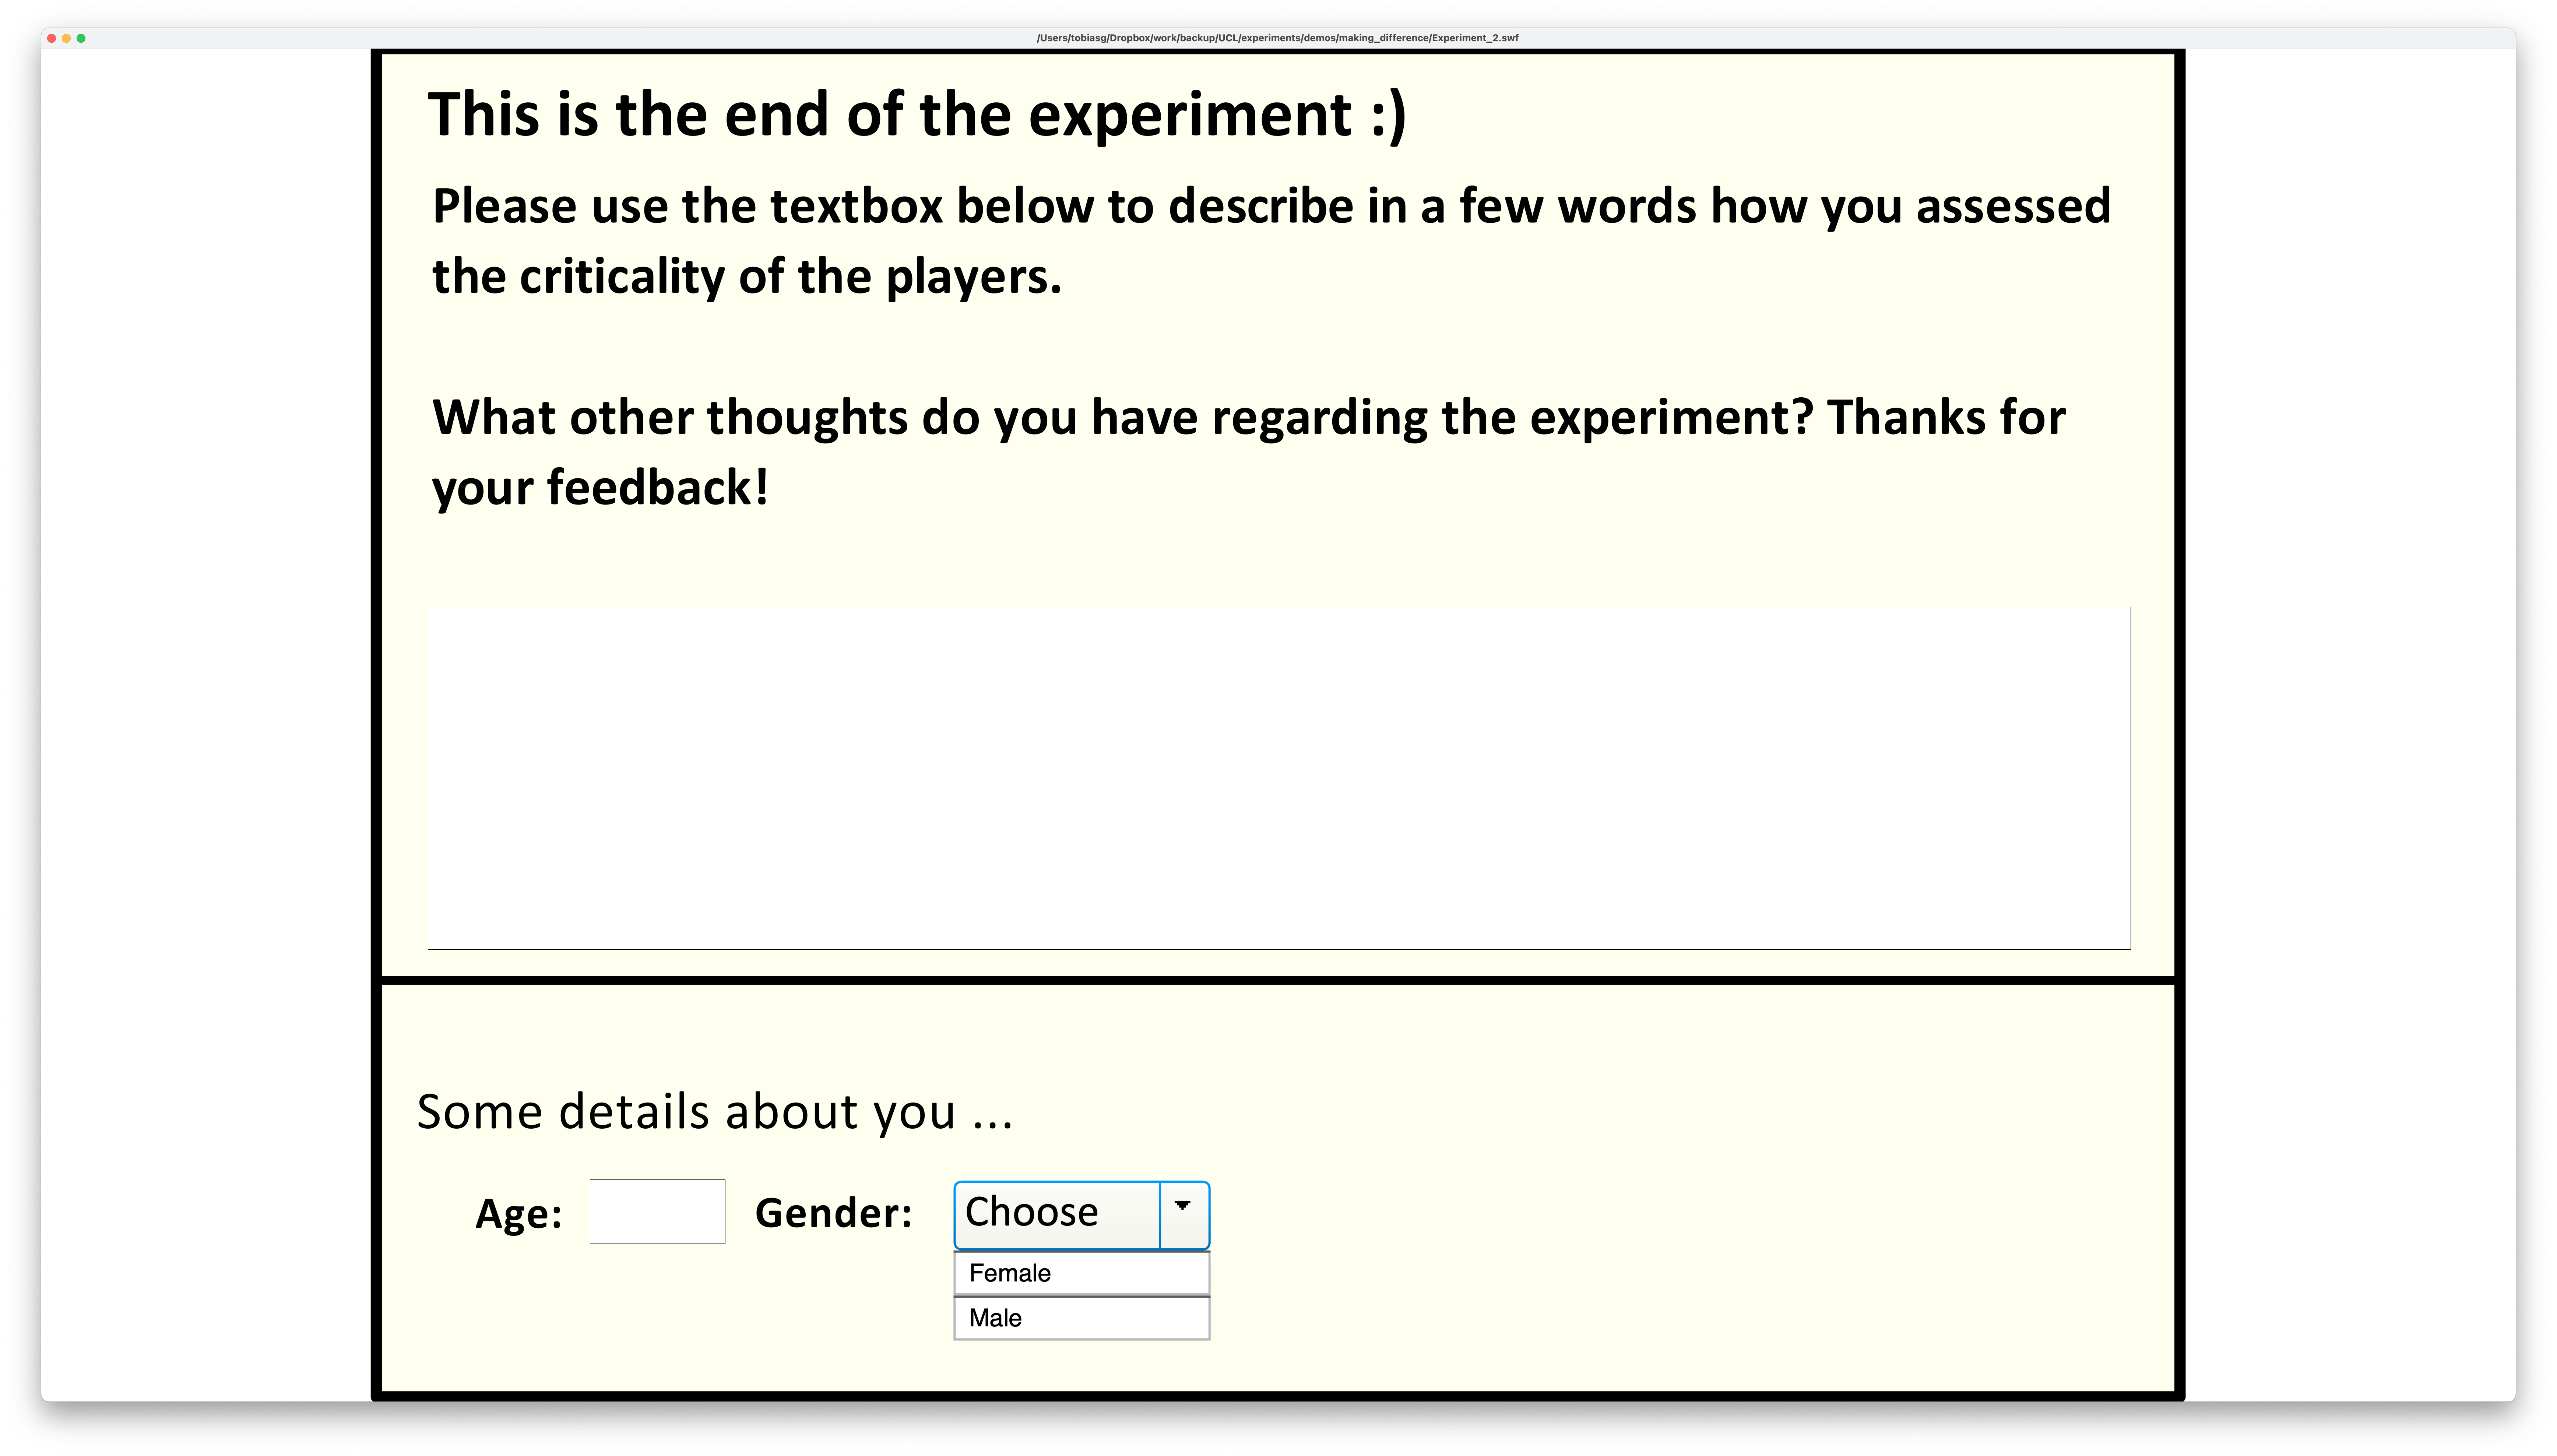 /Users/tobiasg/Dropbox/work/backup/UCL/experiments/demos/making_difference/Experiment_2.swf
This is the end of the experiment :)
Please use the textbox below to describe in a few words how you assessed
the criticality of the players.
What other thoughts do you have regarding the experiment? Thanks for
your feedback!
Some details about you ...
Age: Gender: Choose
Female
Male